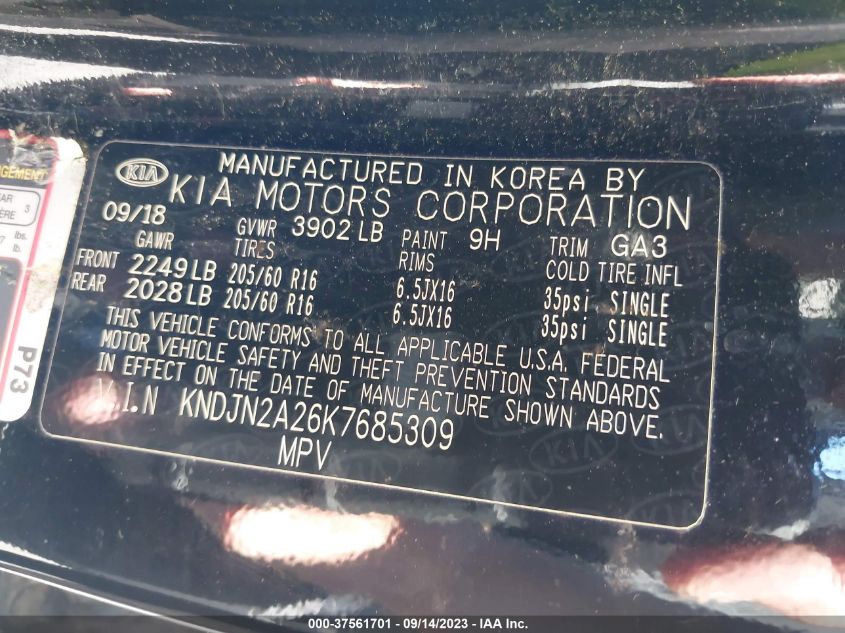 KIA
MANUFACTURED IN KOREA BY
KIA MOTORS CORPORATION
09/18 GVWR 3902 LB PAINT 9H TRIM GA3
GAWR TIRES RIMS COLD TIRE INFL
FRONT 2249 LB 205/60 R16 6.5JX16 35psi SINGLE
REAR 2028 LB 205/60 R16 6.5JX16 35psi SINGLE
THIS VEHICLE CONFORMS TO ALL APPLICABLE U.S.A. FEDERAL
MOTOR VEHICLE SAFETY AND THEFT PREVENTION STANDARDS
IN EFFECT ON THE DATE OF MANUFACTURE SHOWN ABOVE.
V.I.N KNDJN2A26K7685309
MPV
3
lbs.
lb.
P73
000-37561701 - 09/14/2023 - © IAA, Inc.